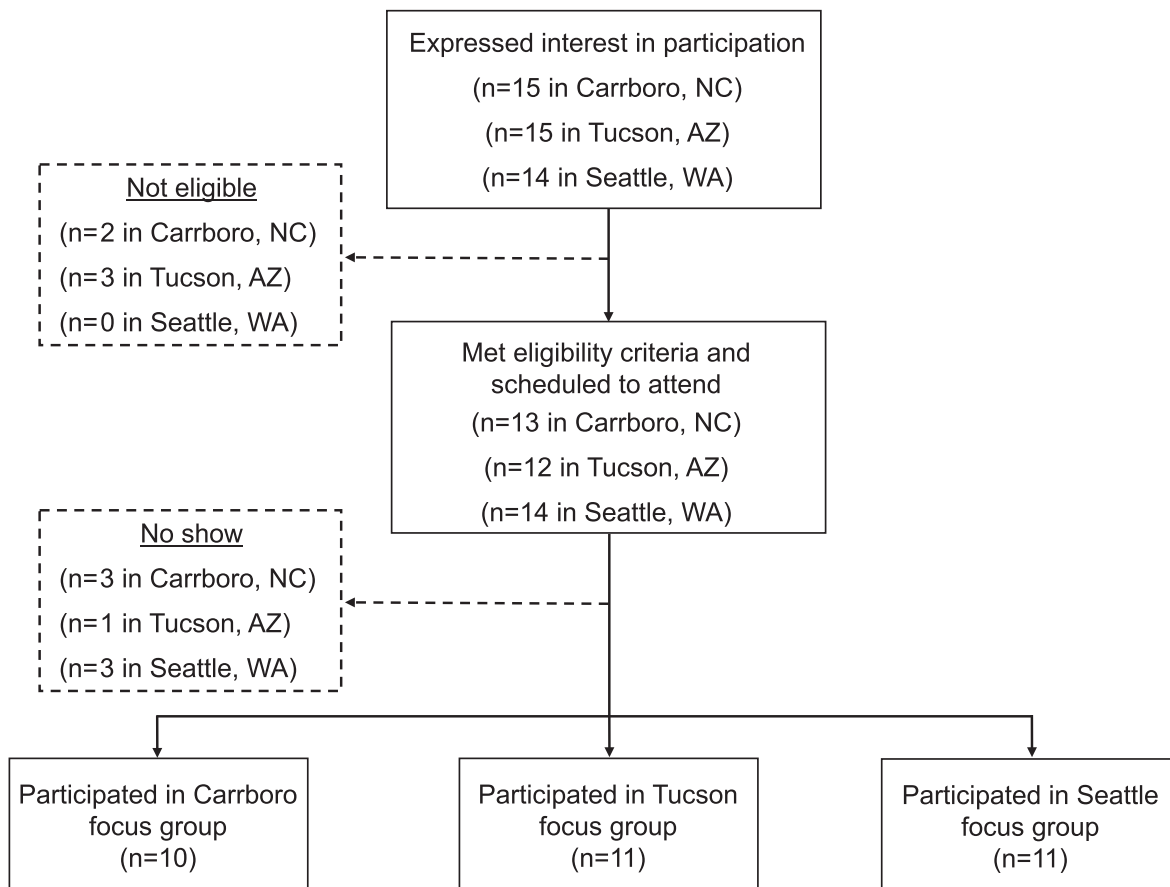 Expressed interest in participation
(n=15 in Carrboro, NC)
(n=15 in Tucson, AZ)
(n=14 in Seattle, WA)
Not eligible
(n=2 in Carrboro, NC)
(n=3 in Tucson, AZ)
(n=0 in Seattle, WA)
Met eligibility criteria and
scheduled to attend
(n=13 in Carrboro, NC)
(n=12 in Tucson, AZ)
(n=14 in Seattle, WA)
No show
(n=3 in Carrboro, NC)
(n=1 in Tucson, AZ)
(n=3 in Seattle, WA)
Participated in Carrboro
focus group
(n=10)
Participated in Tucson
focus group
(n=11)
Participated in Seattle
focus group
(n=11)